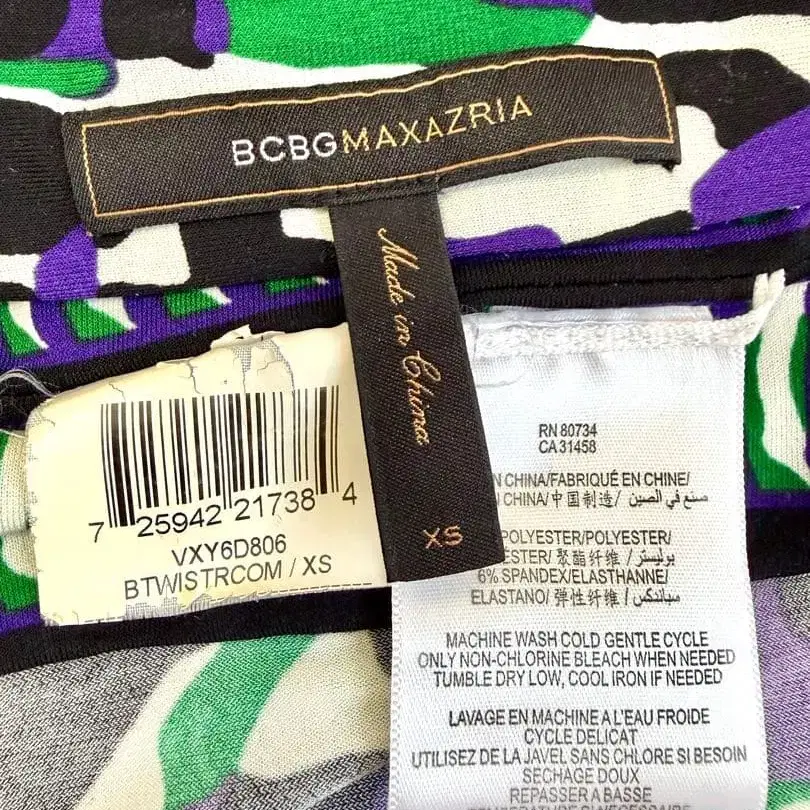 BCBGMAXAZRIA
Made in China
XS
7 25942 21738 4
VXY6D806
BTWISTRCOM / XS
RN 80734
CA 31458
N CHINA/FABRIQUÉ EN CHINE/
CHINA/中国制造/ صنع في الصين
POLYESTER/POLYESTER/
ESTER/ 聚酯纤维 / بوليستر
6% SPANDEX/ELASTHANNE/
ELASTANO/ 弹性纤维 / سباندكس
MACHINE WASH COLD GENTLE CYCLE
ONLY NON-CHLORINE BLEACH WHEN NEEDED
TUMBLE DRY LOW, COOL IRON IF NEEDED
LAVAGE EN MACHINE A L'EAU FROIDE
CYCLE DELICAT
UTILISEZ DE LA JAVEL SANS CHLORE SI BESOIN
SECHAGE DOUX
REPASSER A BASSE